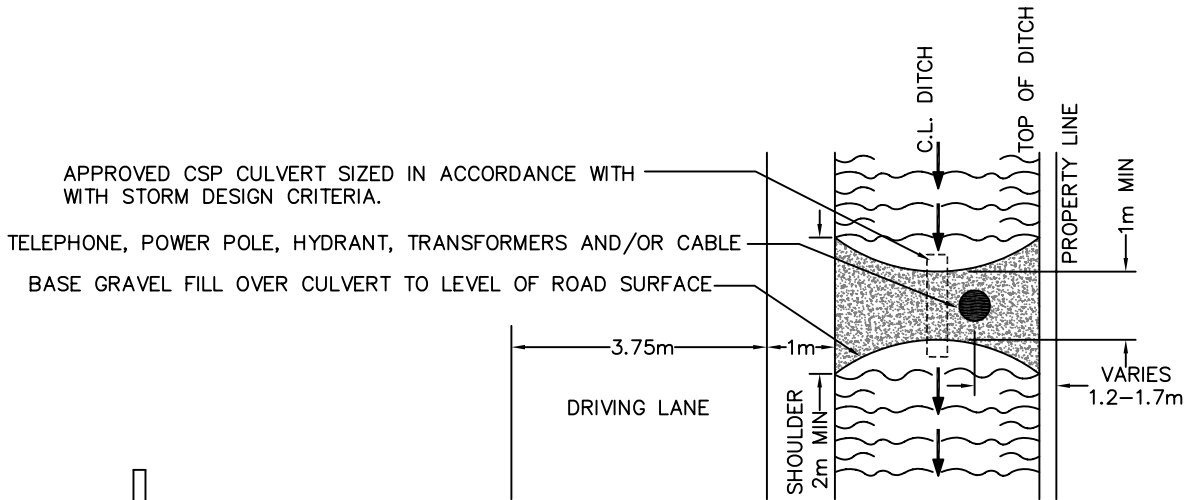 C.L. DITCH
TOP OF DITCH
PROPERTY LINE
1m MIN
APPROVED CSP CULVERT SIZED IN ACCORDANCE WITH
WITH STORM DESIGN CRITERIA.
TELEPHONE, POWER POLE, HYDRANT, TRANSFORMERS AND/OR CABLE
BASE GRAVEL FILL OVER CULVERT TO LEVEL OF ROAD SURFACE
3.75m
1m
DRIVING LANE
SHOULDER
2m MIN
VARIES
1.2-1.7m